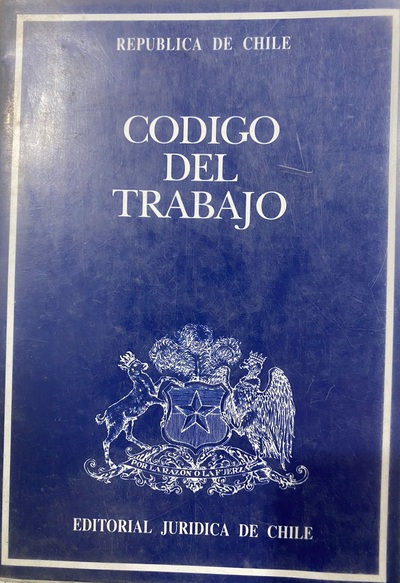 REPUBLICA DE CHILE
CODIGO
DEL
TRABAJO
POR LA RAZON O LA FUERZA
EDITORIAL JURIDICA DE CHILE